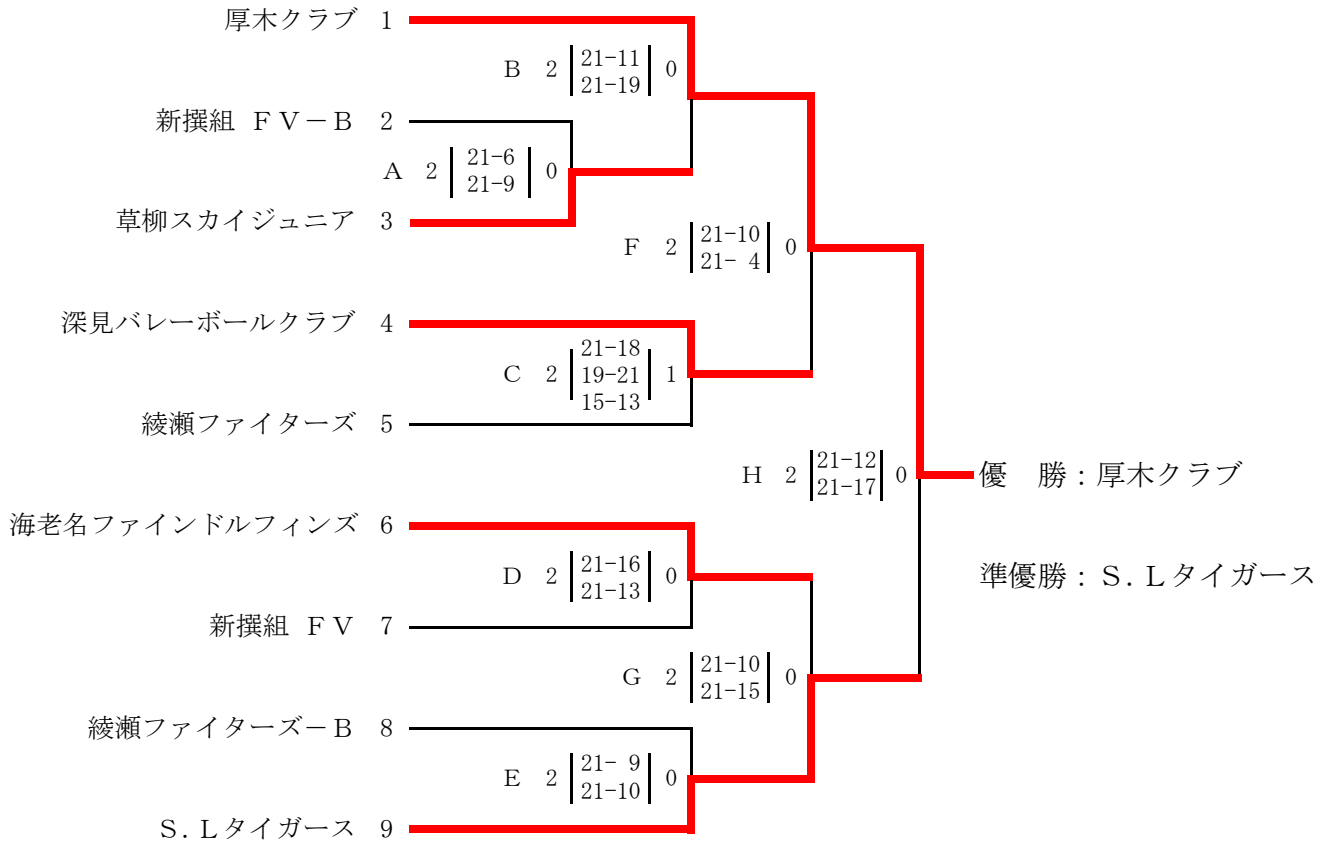 厚木クラブ 1
B 2 21-11 0
21-19
新撰組 ＦＶ－Ｂ 2
A 2 21-6 0
21-9
草柳スカイジュニア 3
F 2 21-10 0
21- 4
深見バレーボールクラブ 4
C 2 21-18 1
19-21
15-13
綾瀬ファイターズ 5
H 2 21-12 0
21-17
優　勝：厚木クラブ
海老名ファインドルフィンズ 6
D 2 21-16 0
21-13
準優勝：Ｓ.Ｌタイガース
新撰組 ＦＶ 7
G 2 21-10 0
21-15
綾瀬ファイターズ－Ｂ 8
E 2 21- 9 0
21-10
Ｓ.Ｌタイガース 9